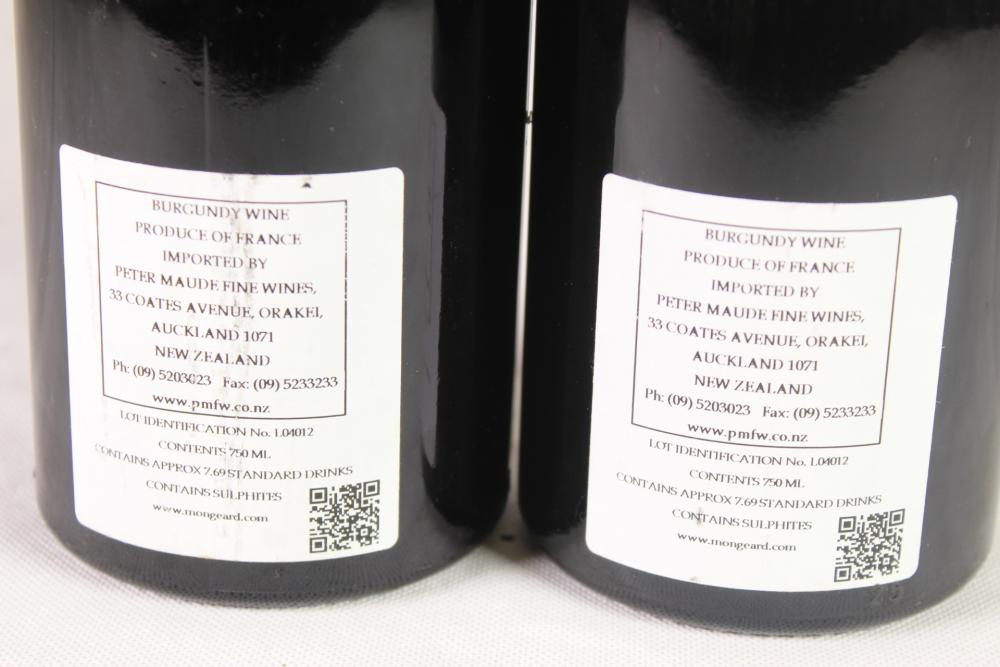 BURGUNDY WINE
PRODUCE OF FRANCE
IMPORTED BY
PETER MAUDE FINE WINES,
33 COATES AVENUE, ORAKEI,
AUCKLAND 1071
NEW ZEALAND
Ph: (09) 5203023 Fax: (09) 5233233
www.pmfw.co.nz
LOT IDENTIFICATION No. L04012
CONTENTS 750 ML
CONTAINS APPROX 7.69 STANDARD DRINKS
CONTAINS SULPHITES
www.mongeard.com
BURGUNDY WINE
PRODUCE OF FRANCE
IMPORTED BY
PETER MAUDE FINE WINES,
33 COATES AVENUE, ORAKEI,
AUCKLAND 1071
NEW ZEALAND
Ph: (09) 5203023 Fax: (09) 5233233
www.pmfw.co.nz
LOT IDENTIFICATION No. L04012
CONTENTS 750 ML
CONTAINS APPROX 7.69 STANDARD DRINKS
CONTAINS SULPHITES
www.mongeard.com